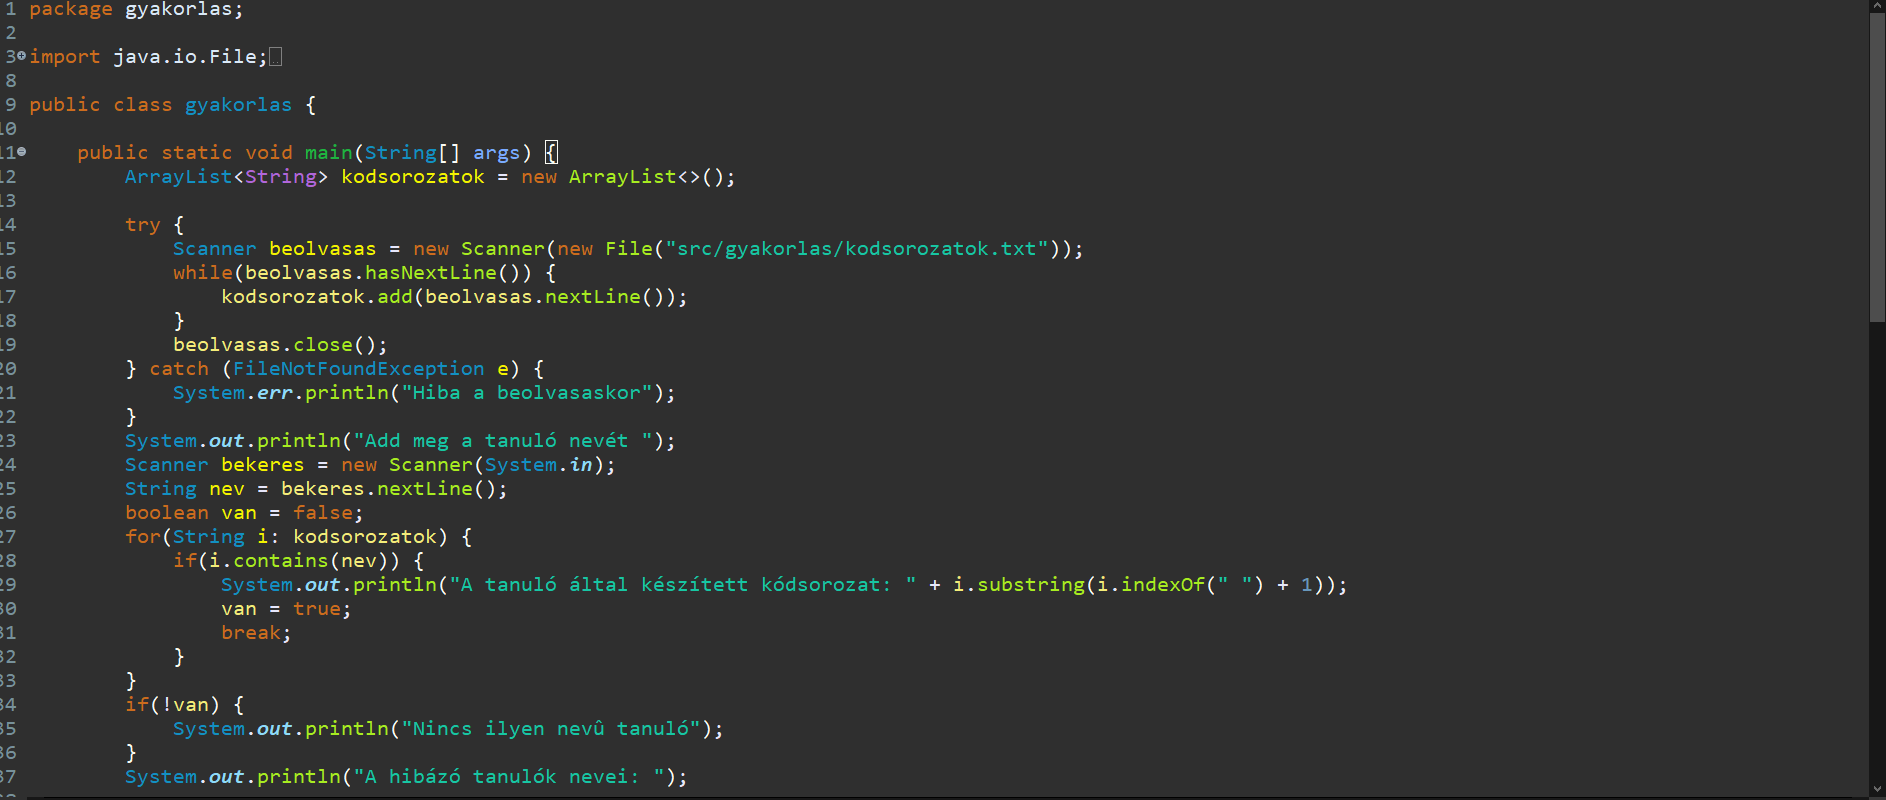 1 package gyakorlas;
2
3 import java.io.File;
8
9 public class gyakorlas {
10
11     public static void main(String[] args) {
12         ArrayList<String> kodsorozatok = new ArrayList<>();
13
14         try {
15             Scanner beolvasas = new Scanner(new File("src/gyakorlas/kodsorozatok.txt"));
16             while(beolvasas.hasNextLine()) {
17                 kodsorozatok.add(beolvasas.nextLine());
18             }
19             beolvasas.close();
20         } catch (FileNotFoundException e) {
21             System.err.println("Hiba a beolvasaskor");
22         }
23         System.out.println("Add meg a tanuló nevét ");
24         Scanner bekeres = new Scanner(System.in);
25         String nev = bekeres.nextLine();
26         boolean van = false;
27         for(String i: kodsorozatok) {
28             if(i.contains(nev)) {
29                 System.out.println("A tanuló által készített kódsorozat: " + i.substring(i.indexOf(" ") + 1));
30                 van = true;
31                 break;
32             }
33         }
34         if(!van) {
35             System.out.println("Nincs ilyen nevû tanuló");
36         }
37         System.out.println("A hibázó tanulók nevei: ");